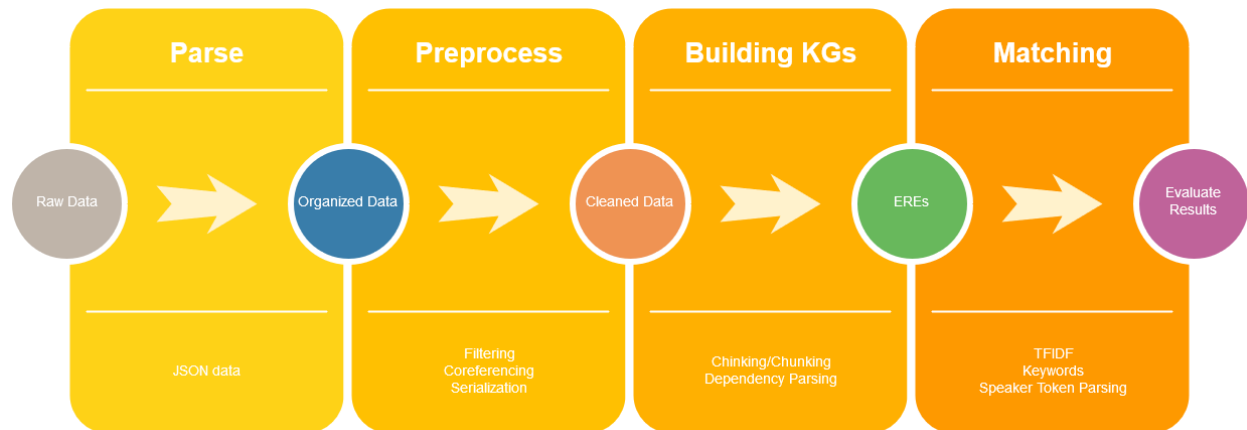 Parse
Preprocess
Building KGs
Matching
Raw Data
Organized Data
Cleaned Data
EREs
Evaluate
Results
JSON data
Filtering
Coreferencing
Serialization
Chinking/Chunking
Dependency Parsing
TFIDF
Keywords
Speaker Token Parsing